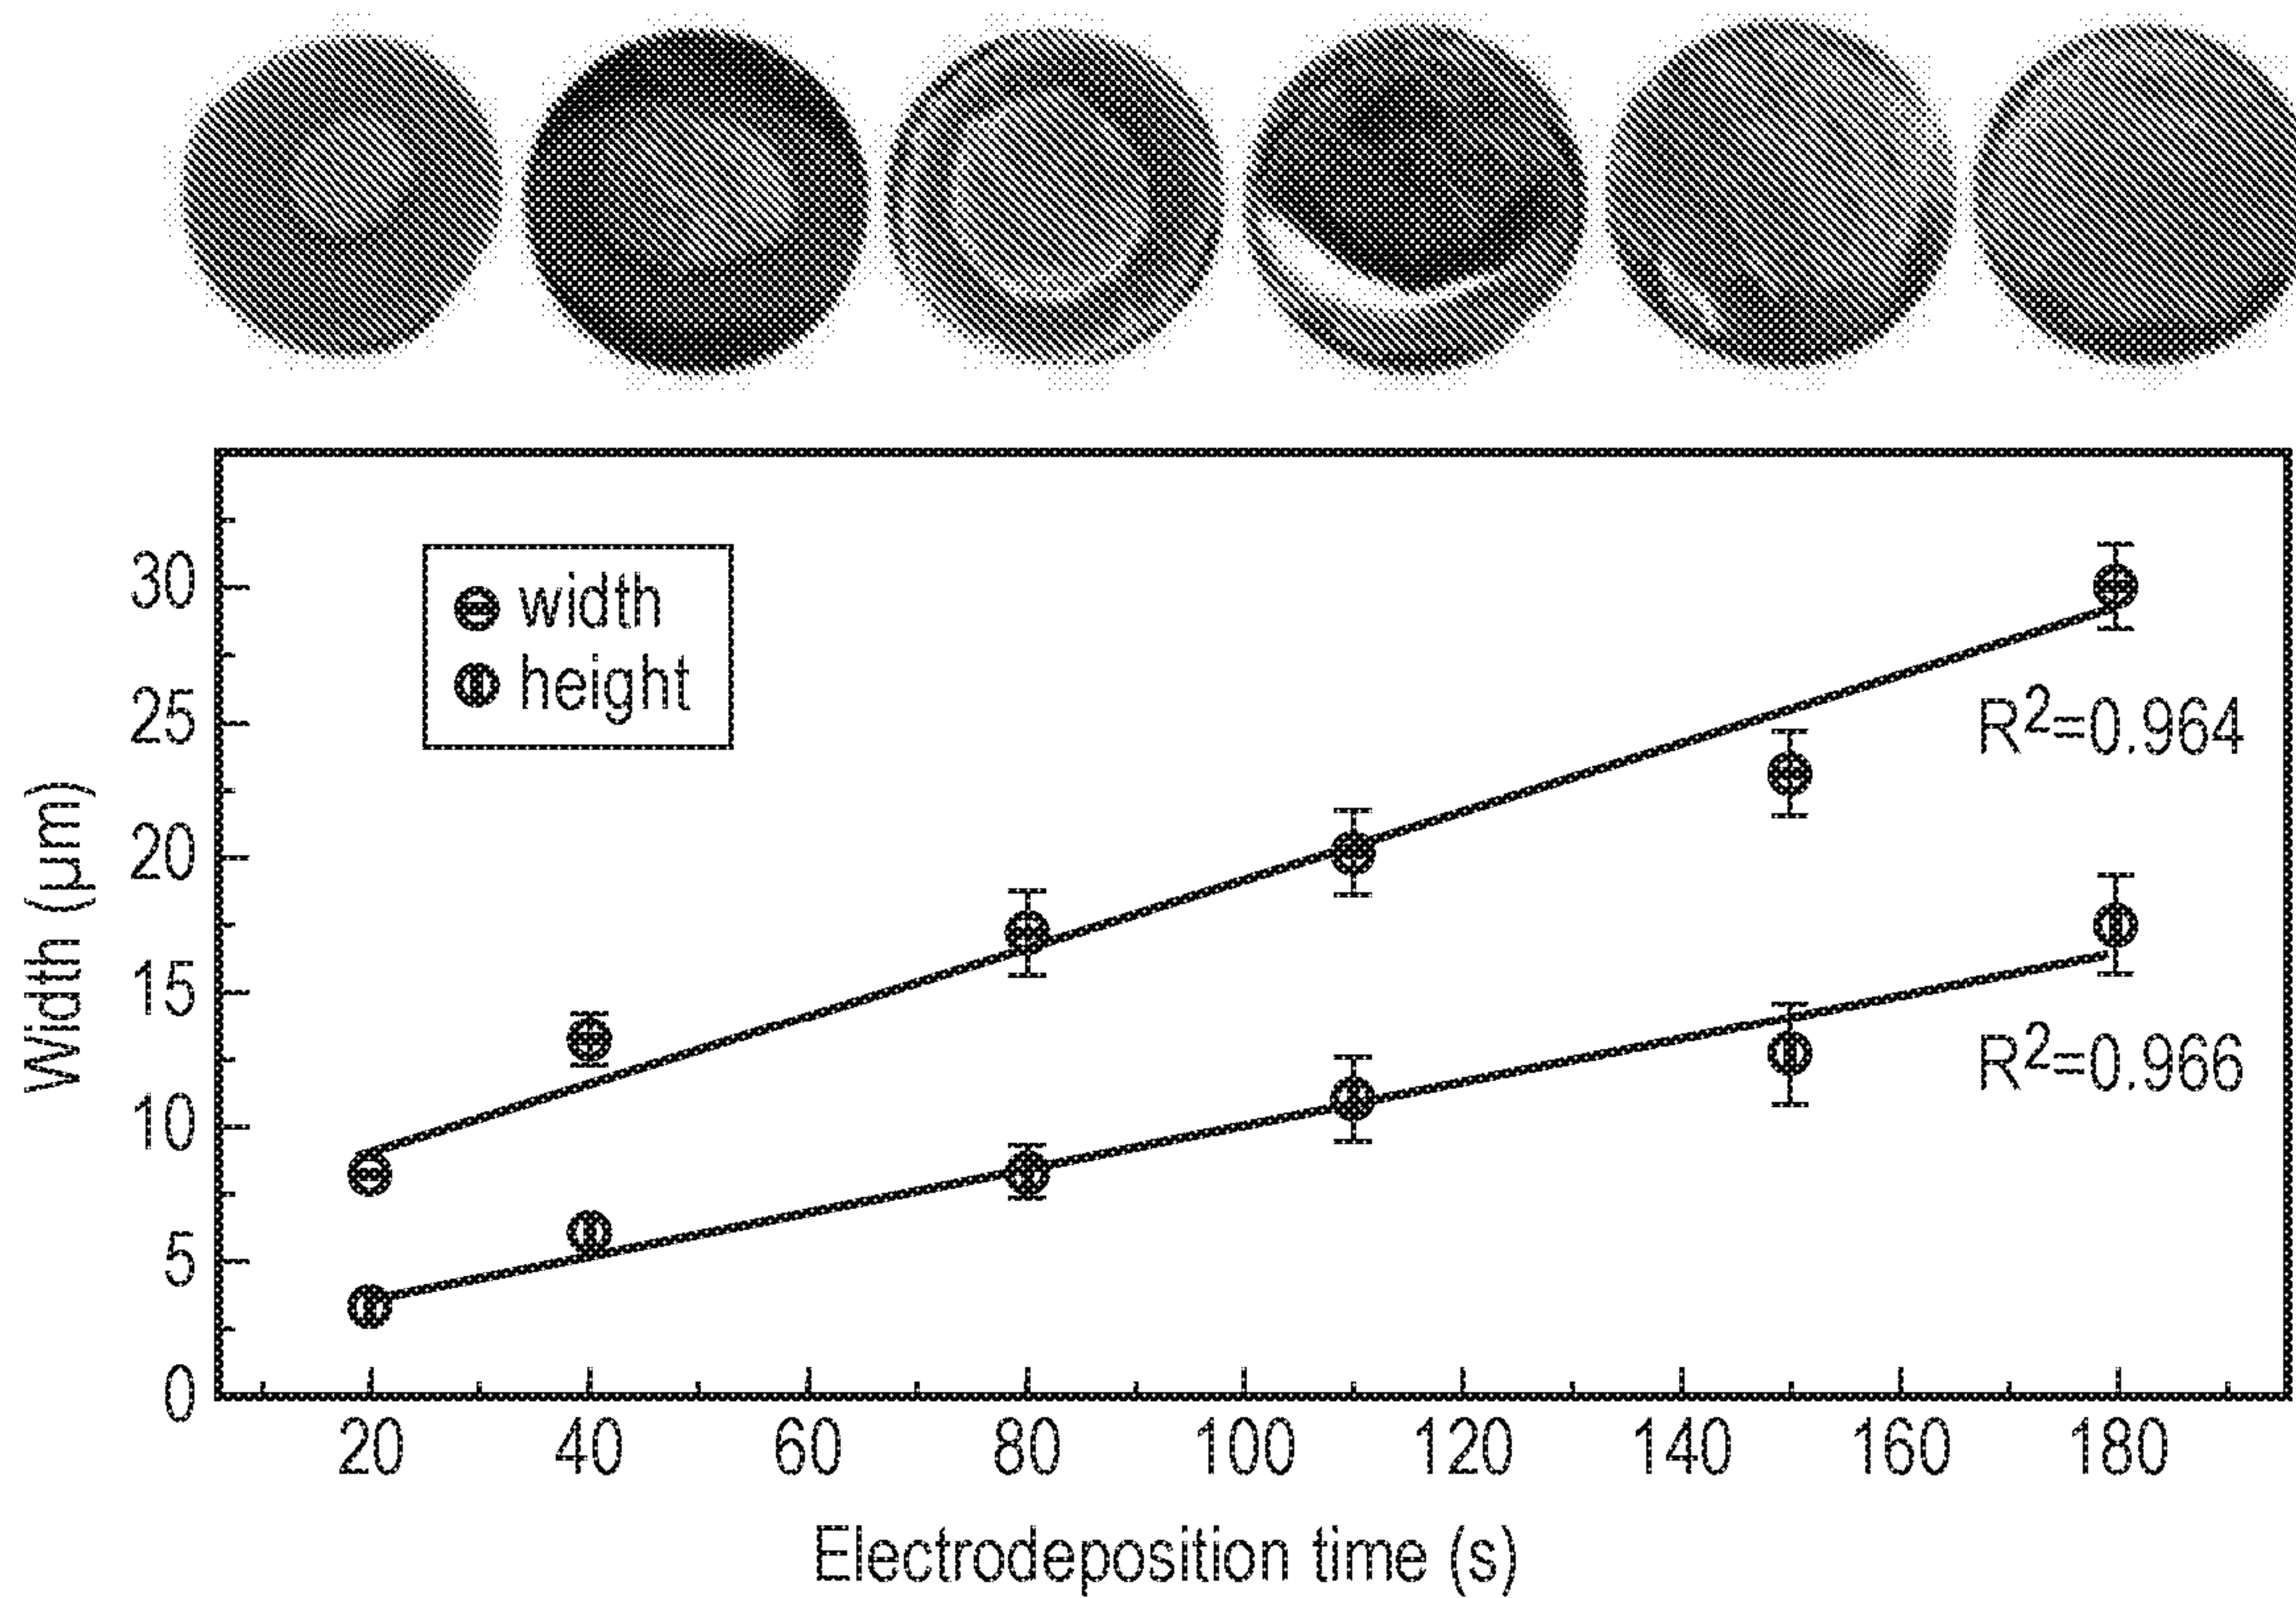 width
height
30
25
20
15
10
5
0
Width (µm)
R²=0.964
R²=0.966
20 40 60 80 100 120 140 160 180
Electrodeposition time (s)